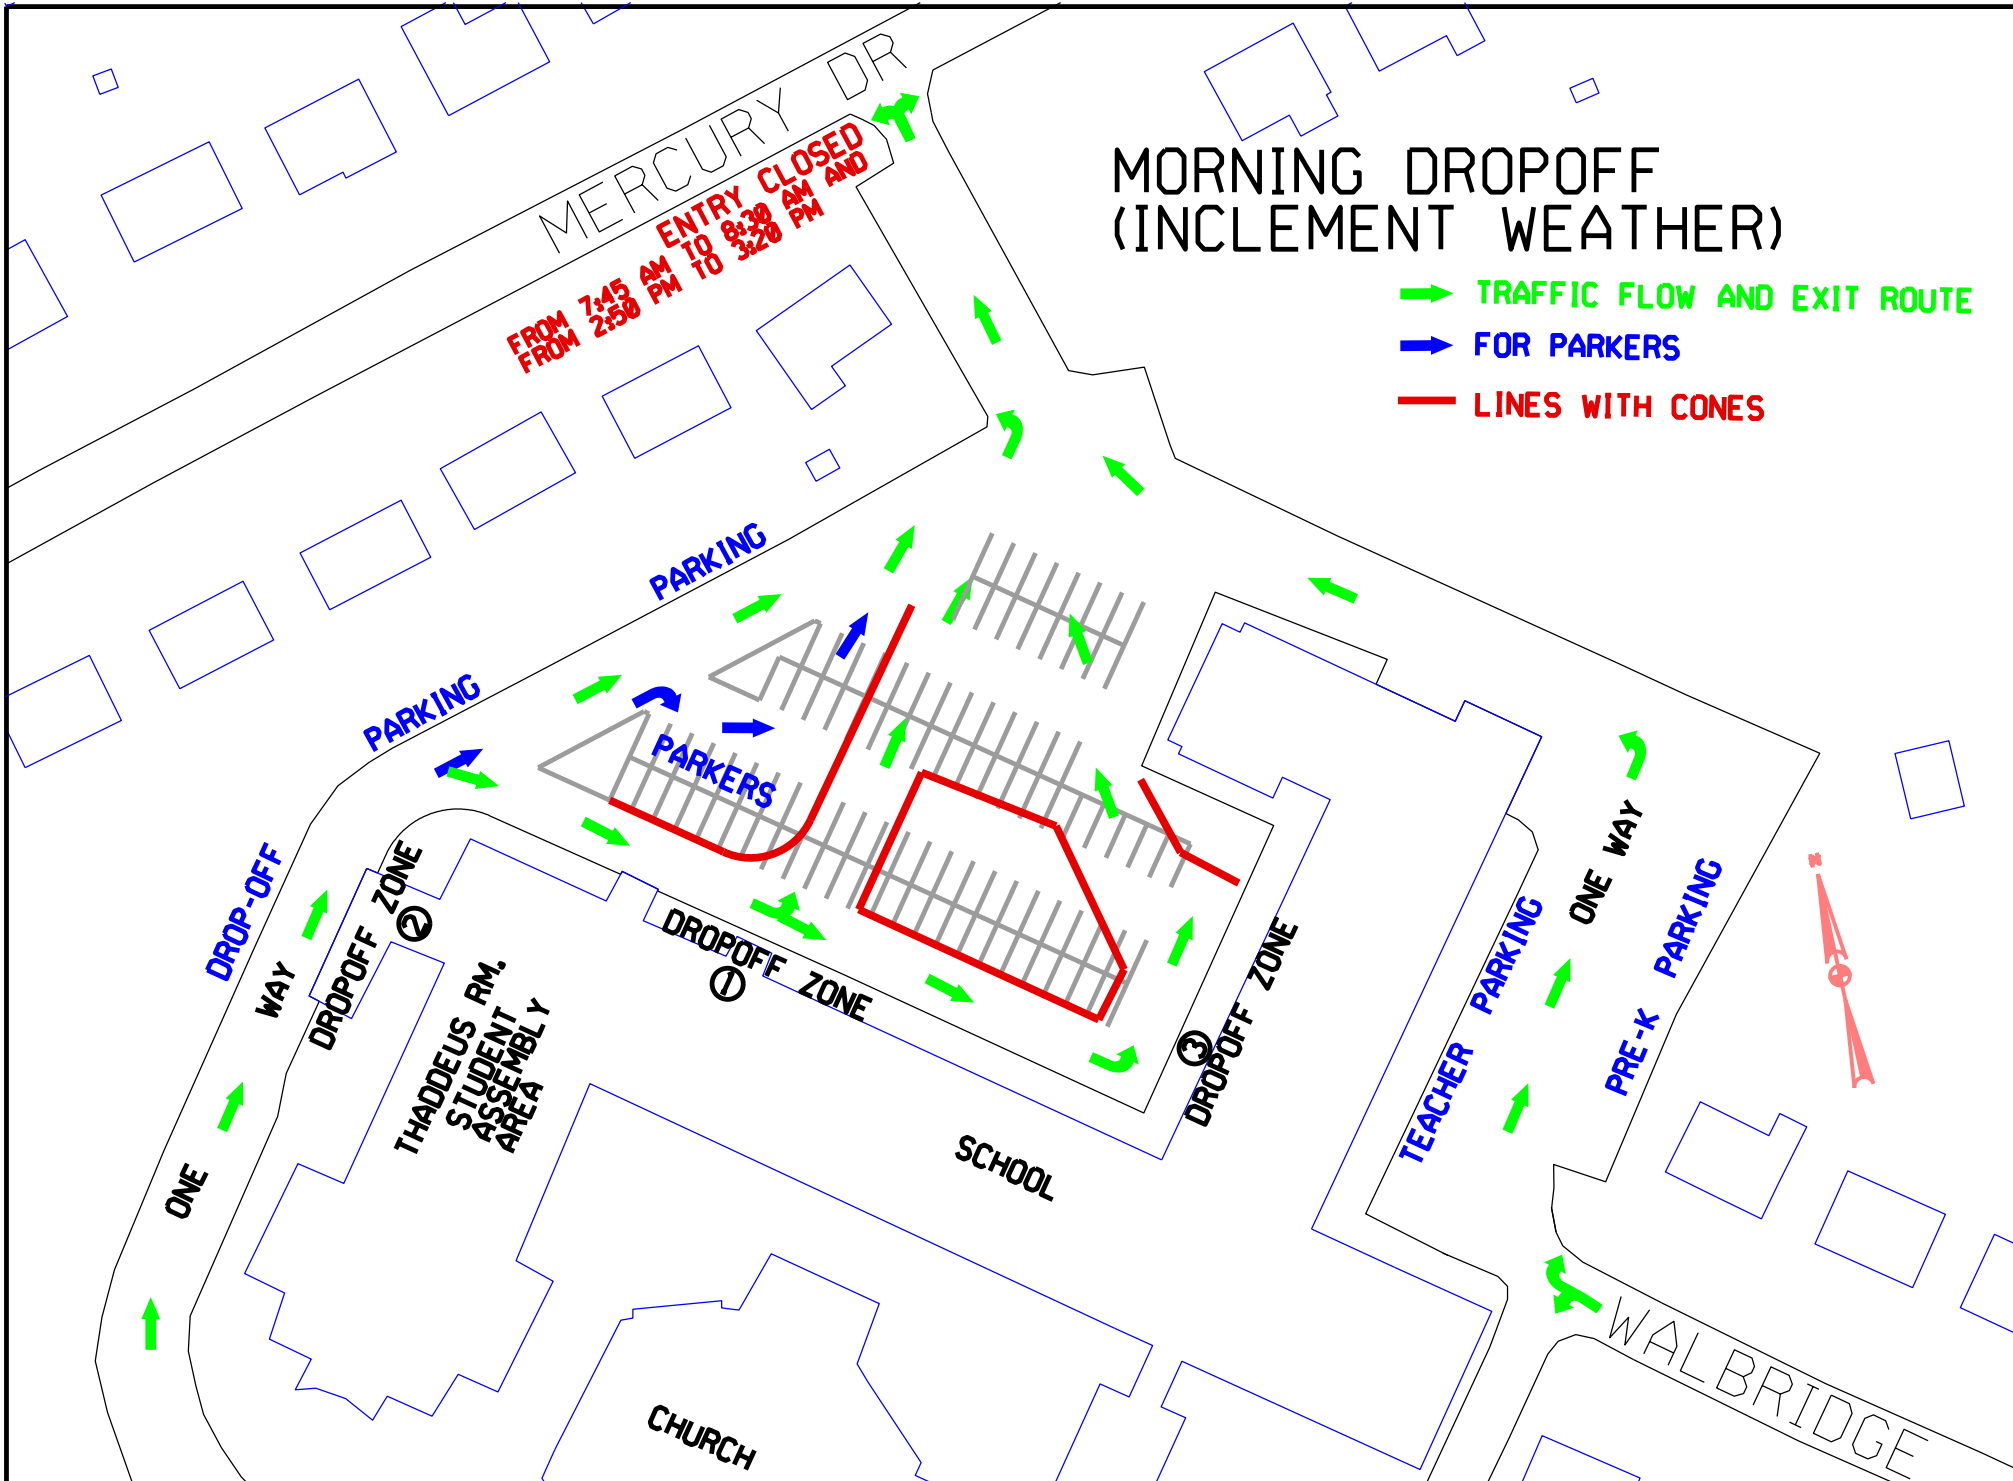 MERCURY DR
MORNING DROPOFF
(INCLEMENT WEATHER)
TRAFFIC FLOW AND EXIT ROUTE
FOR PARKERS
LINES WITH CONES
ENTRY CLOSED
FROM 7:45 AM TO 8:30 AM AND
FROM 2:50 PM TO 3:20 PM
PARKING
PARKING
PARKERS
DROP-OFF
ONE WAY
DROPOFF ZONE
2
THADDEUS RM.
STUDENT
ASSEMBLY
AREA
DROPOFF ZONE
1
DROPOFF ZONE
3
SCHOOL
CHURCH
TEACHER PARKING
ONE WAY
PRE-K PARKING
N
WALBRIDGE